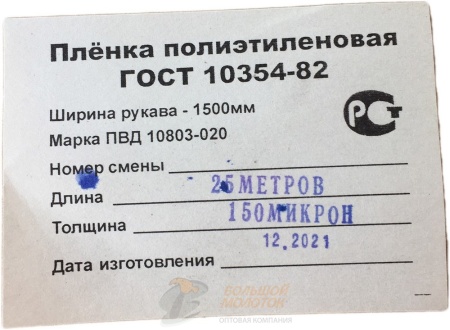 Плёнка полиэтиленовая
ГОСТ 10354-82
Ширина рукава - 1500мм
Марка ПВД 10803-020
РСТ
Номер смены
Длина 25МЕТРОВ
Толщина 150МИКРОН
12.2021
Дата изготовления
БОЛЬШОЙ
МОЛОТОК
ОПТОВАЯ КОМПАНИЯ